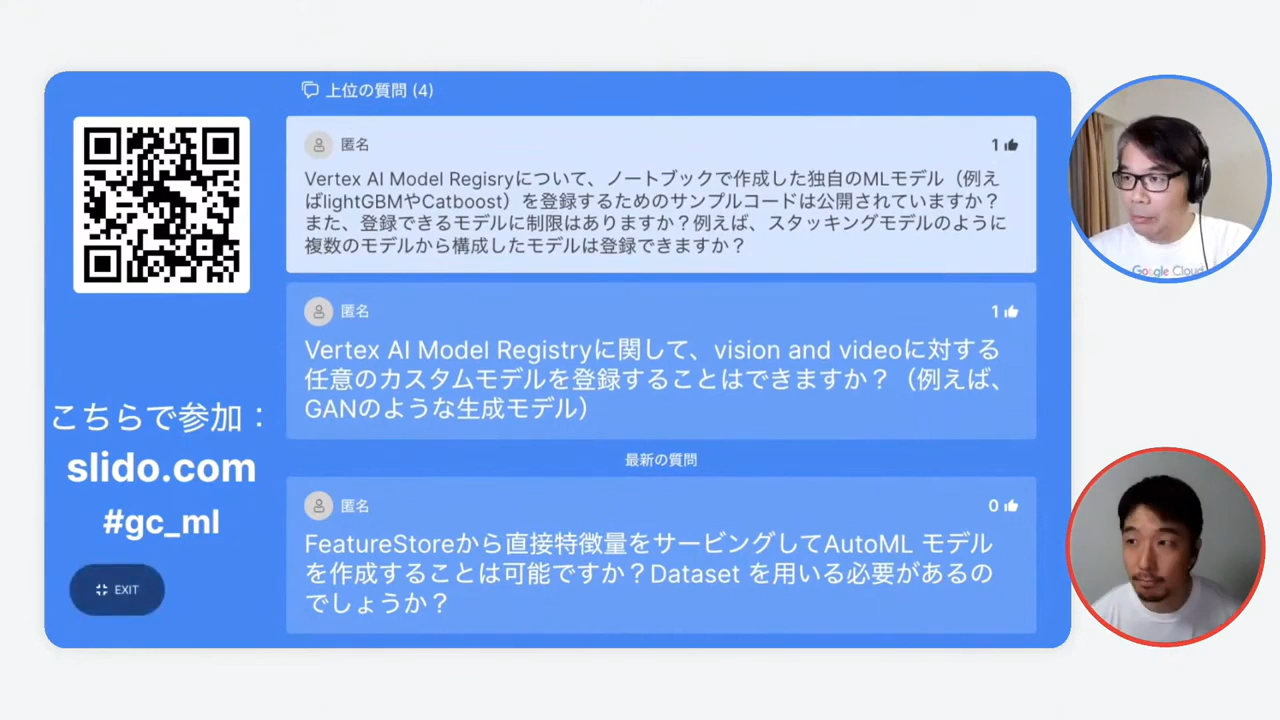 上位の質問 (4)
匿名
1
Vertex AI Model Regisryについて、ノートブックで作成した独自のMLモデル（例え
ばlightGBMやCatboost）を登録するためのサンプルコードは公開されていますか？
また、登録できるモデルに制限はありますか？例えば、スタッキングモデルのように
複数のモデルから構成したモデルは登録できますか？
匿名
1
Vertex AI Model Registryに関して、vision and videoに対する
任意のカスタムモデルを登録することはできますか？（例えば、
GANのような生成モデル）
最新の質問
匿名
0
FeatureStoreから直接特徴量をサービングしてAutoML モデル
を作成することは可能ですか？Dataset を用いる必要があるの
でしょうか？
こちらで参加：
slido.com
#gc_ml
EXIT
Google Cloud